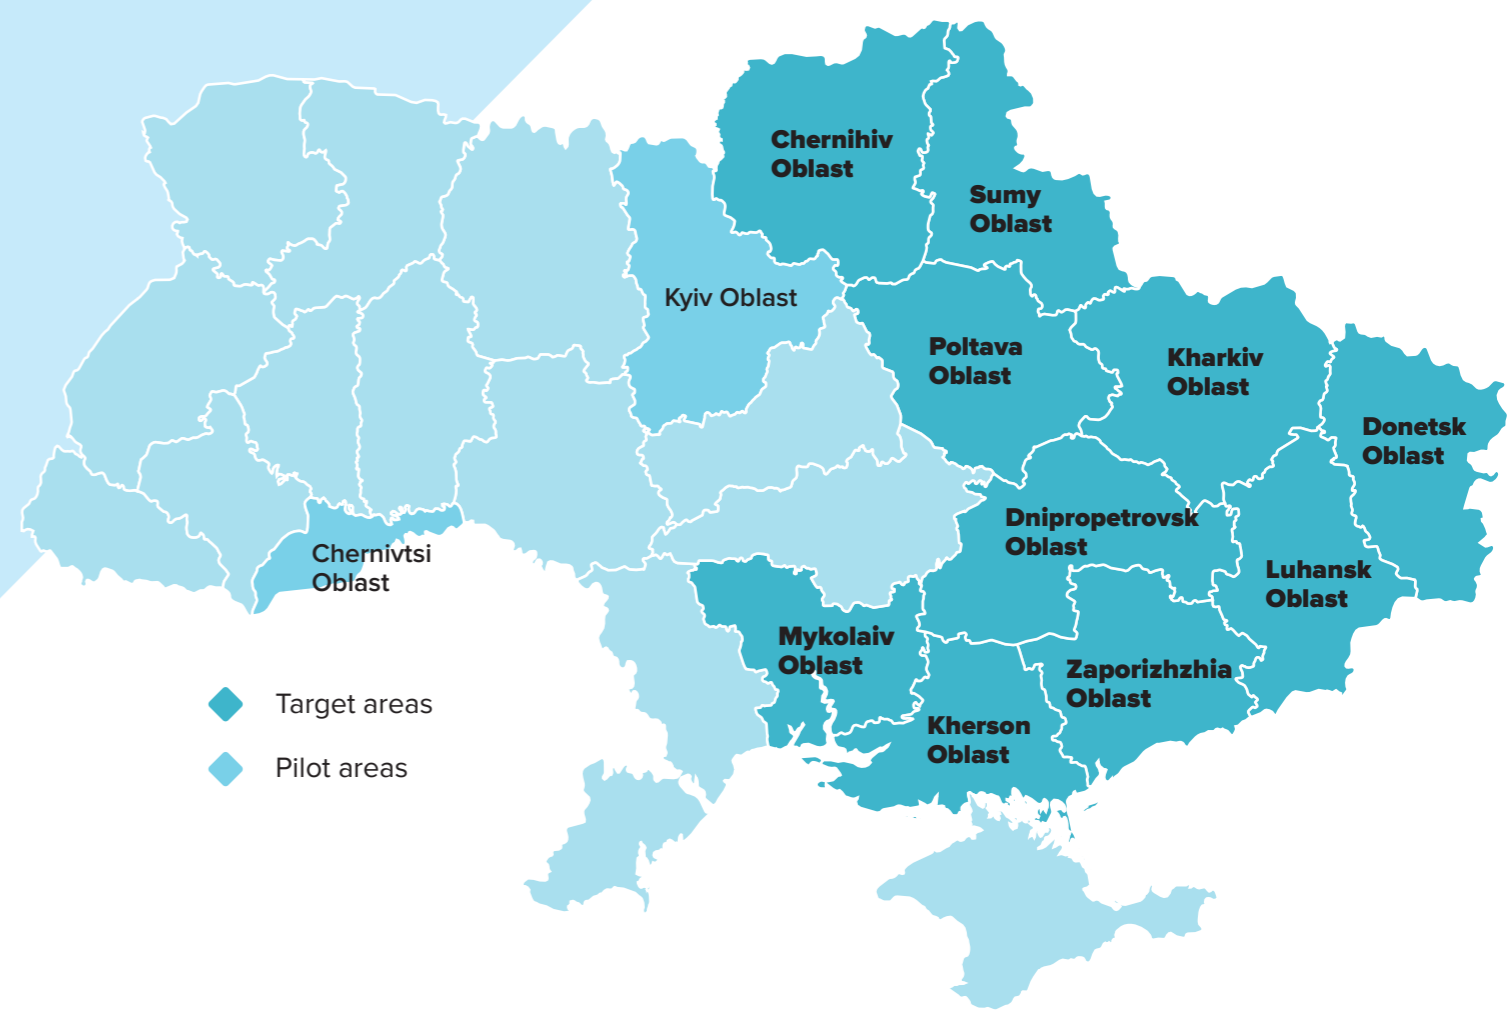 Chernihiv
Oblast
Sumy
Oblast
Kyiv Oblast
Poltava
Oblast
Kharkiv
Oblast
Donetsk
Oblast
Dnipropetrovsk
Oblast
Chernivtsi
Oblast
Luhansk
Oblast
Mykolaiv
Oblast
Zaporizhzhia
Oblast
Kherson
Oblast
Target areas
Pilot areas